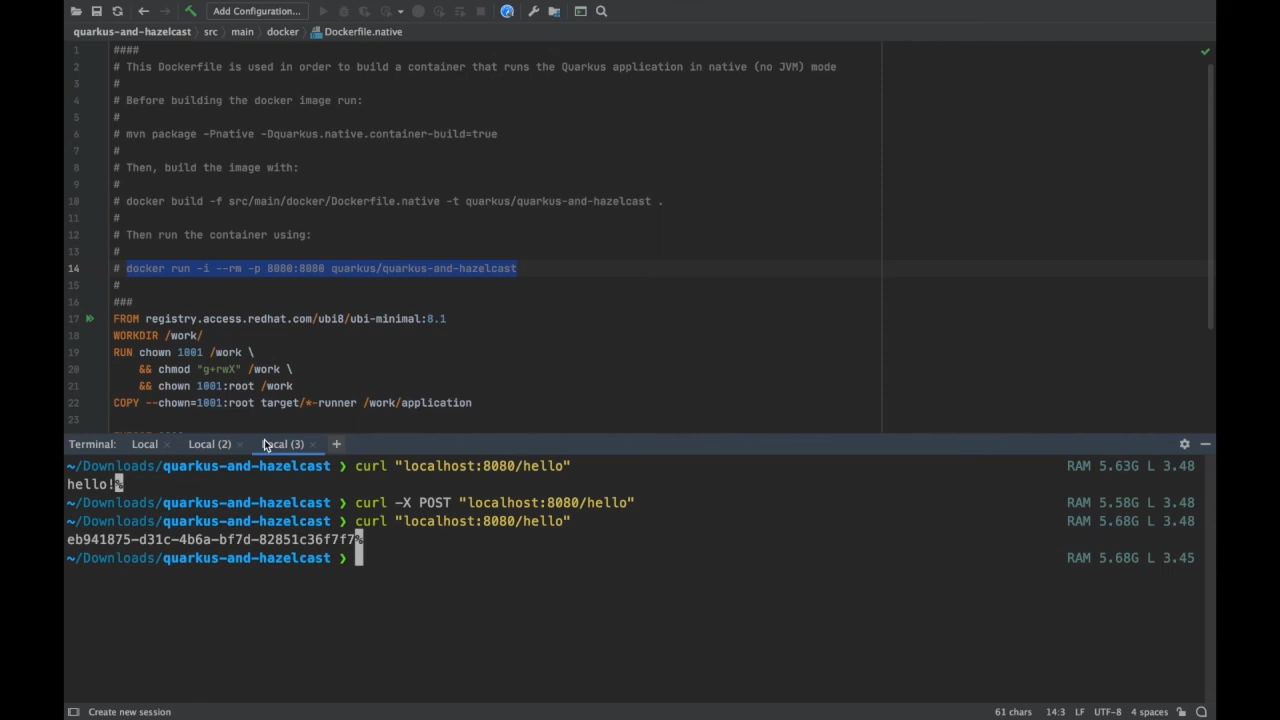 Add Configuration...
quarkus-and-hazelcast src main docker Dockerfile.native
1 ####
2 # This Dockerfile is used in order to build a container that runs the Quarkus application in native (no JVM) mode
3 #
4 # Before building the docker image run:
5 #
6 # mvn package -Pnative -Dquarkus.native.container-build=true
7 #
8 # Then, build the image with:
9 #
10 # docker build -f src/main/docker/Dockerfile.native -t quarkus/quarkus-and-hazelcast .
11 #
12 # Then run the container using:
13 #
14 # docker run -i --rm -p 8080:8080 quarkus/quarkus-and-hazelcast
15 #
16 ###
17 FROM registry.access.redhat.com/ubi8/ubi-minimal:8.1
18 WORKDIR /work/
19 RUN chown 1001 /work \
20 && chmod "g+rwX" /work \
21 && chown 1001:root /work
22 COPY --chown=1001:root target/*-runner /work/application
23
Terminal: Local × Local (2) × Local (3) × +
~/Downloads/quarkus-and-hazelcast ❯ curl "localhost:8080/hello" RAM 5.63G L 3.48
hello!%
~/Downloads/quarkus-and-hazelcast ❯ curl -X POST "localhost:8080/hello" RAM 5.58G L 3.48
~/Downloads/quarkus-and-hazelcast ❯ curl "localhost:8080/hello" RAM 5.68G L 3.48
eb941875-d31c-4b6a-bf7d-82851c36f7f7%
~/Downloads/quarkus-and-hazelcast ❯ RAM 5.68G L 3.45
Create new session 61 chars 14:3 LF UTF-8 4 spaces